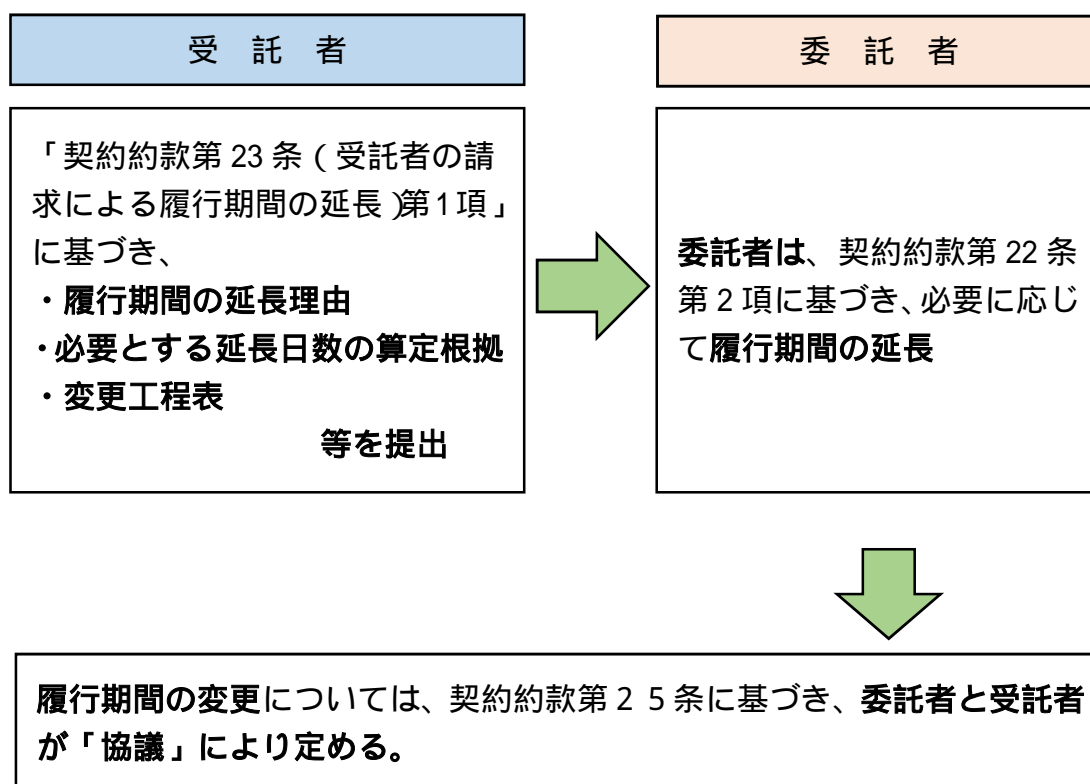 受 託 者
「契約約款第 23 条（受託者の請
求による履行期間の延長）第1項」
に基づき、
・履行期間の延長理由
・必要とする延長日数の算定根拠
・変更工程表
等を提出
委 託 者
委託者は、契約約款第 22 条
第 2 項に基づき、必要に応じ
て履行期間の延長
履行期間の変更については、契約約款第２５条に基づき、委託者と受託者
が「協議」により定める。